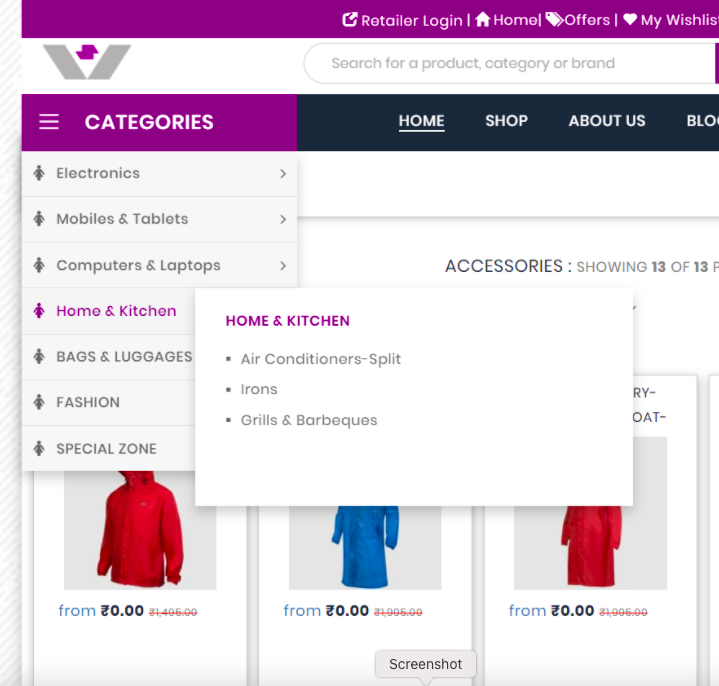 Retailer Login | Home| Offers | My Wishlist
Search for a product, category or brand
CATEGORIES
HOME SHOP ABOUT US
Electronics
Mobiles & Tablets
Computers & Laptops
ACCESSORIES : SHOWING 13 OF 13 P
Home & Kitchen
HOME & KITCHEN
BAGS & LUGGAGES
Air Conditioners-Split
Irons
FASHION
Grills & Barbeques
SPECIAL ZONE
RY-
OAT-
from ₹0.00 ₹1,495.00
from ₹0.00 ₹1,995.00
from ₹0.00 ₹1,995.00
Screenshot